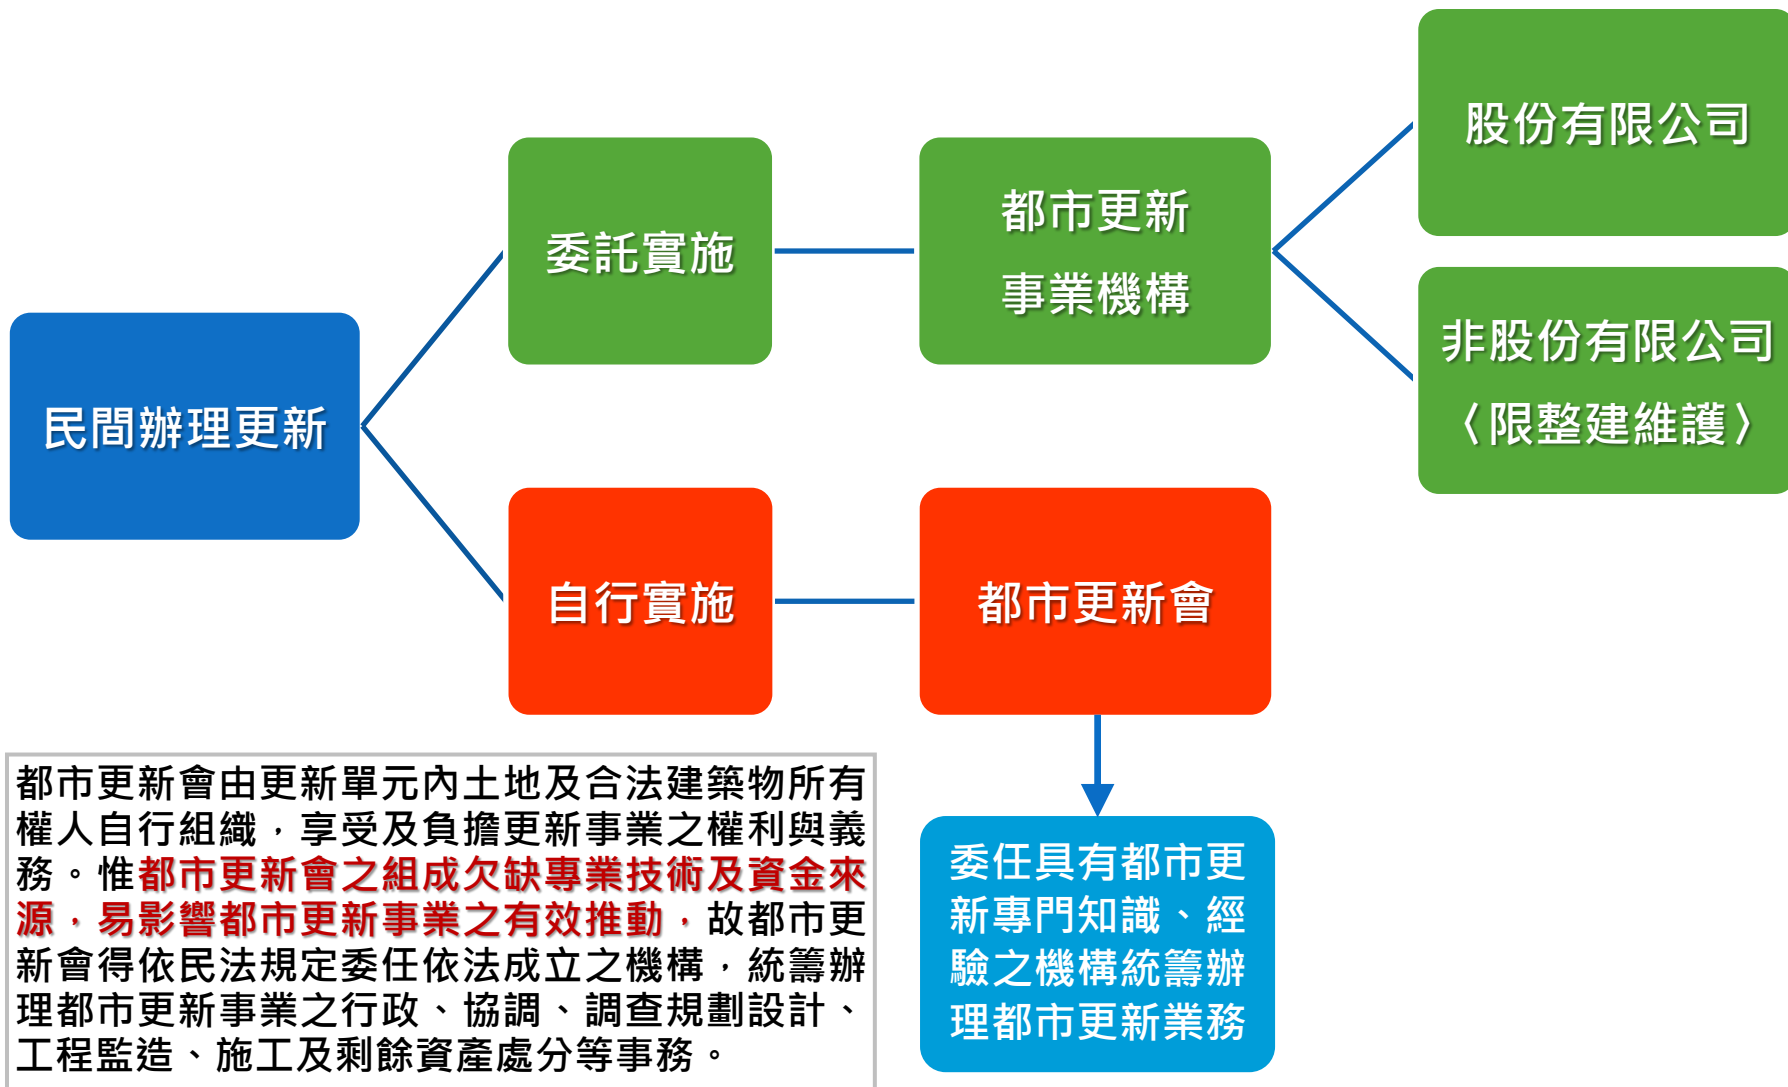 民間辦理更新
委託實施
都市更新
事業機構
股份有限公司
非股份有限公司
〈限整建維護〉
自行實施
都市更新會
委任具有都市更
新專門知識、經
驗之機構統籌辦
理都市更新業務
都市更新會由更新單元內土地及合法建築物所有
權人自行組織，享受及負擔更新事業之權利與義
務。惟都市更新會之組成欠缺專業技術及資金來
源，易影響都市更新事業之有效推動，故都市更
新會得依民法規定委任依法成立之機構，統籌辦
理都市更新事業之行政、協調、調查規劃設計、
工程監造、施工及剩餘資產處分等事務。